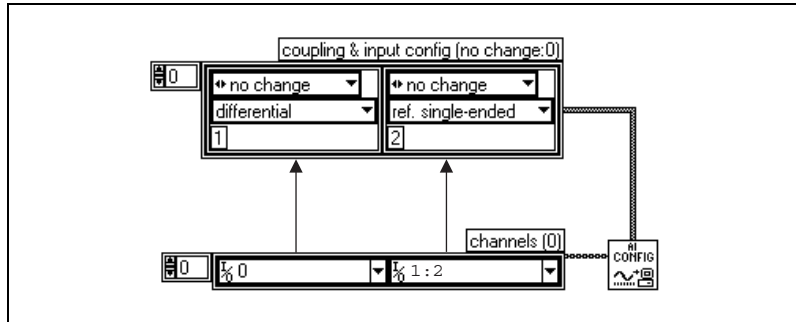 coupling & input config (no change:0)
0
no change no change
differential ref. single-ended
1 2
channels (0)
0 I/O 0 I/O 1:2
AI
CONFIG